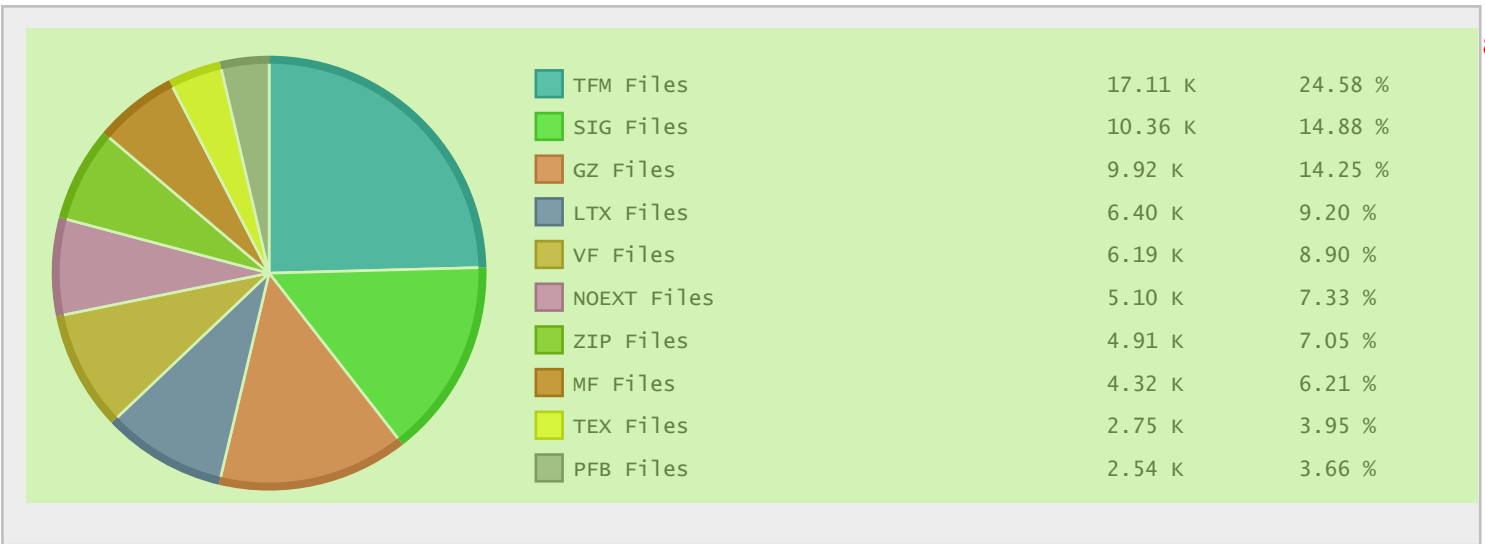 TFM Files 17.11 K 24.58 %
SIG Files 10.36 K 14.88 %
GZ Files 9.92 K 14.25 %
LTX Files 6.40 K 9.20 %
VF Files 6.19 K 8.90 %
NOEXT Files 5.10 K 7.33 %
ZIP Files 4.91 K 7.05 %
MF Files 4.32 K 6.21 %
TEX Files 2.75 K 3.95 %
PFB Files 2.54 K 3.66 %